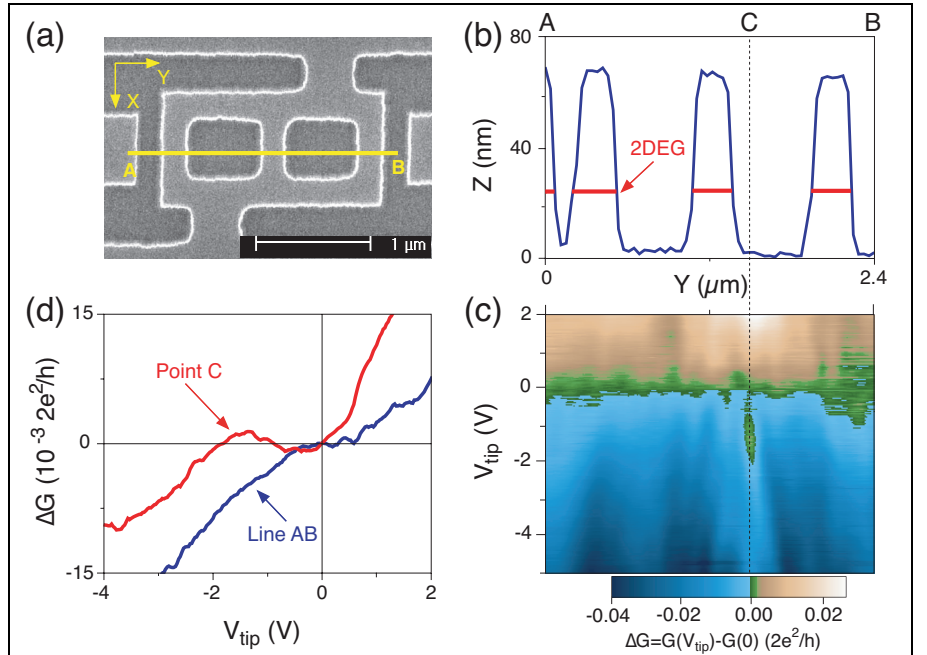 (a)
Y
X
A
B
1 µm
(b)
A
C
B
80
40
0
Z (nm)
2DEG
0
Y (µm)
2.4
(d)
15
0
-15
ΔG (10⁻³ 2e²/h)
Point C
Line AB
-4
-2
0
2
V_tip (V)
(c)
2
0
-2
-4
V_tip (V)
-0.04
-0.02
0.00
0.02
ΔG=G(V_tip)-G(0) (2e²/h)